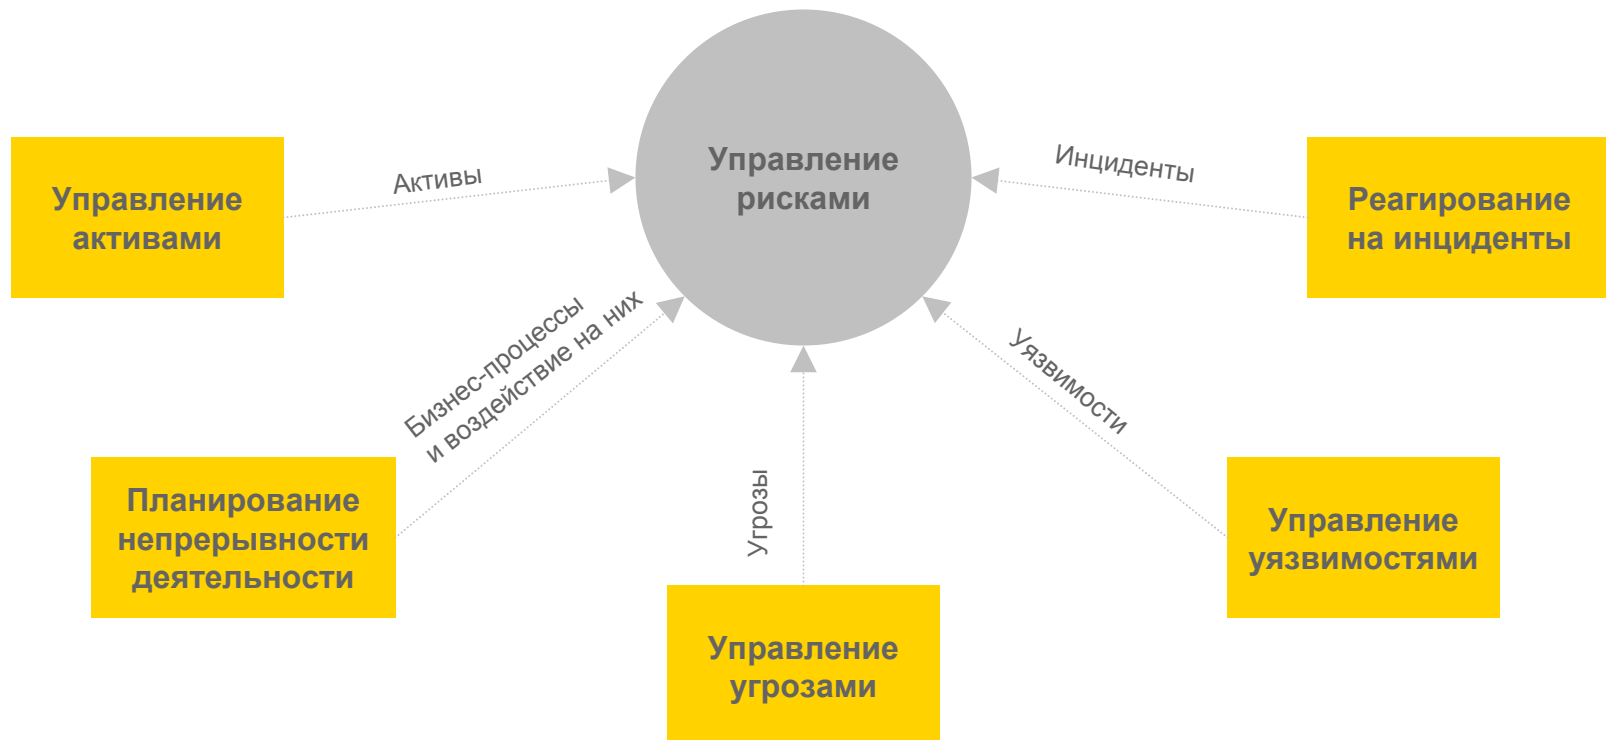 Управление
рисками
Управление
активами
Активы
Инциденты
Реагирование
на инциденты
Бизнес-процессы
и воздействие на них
Уязвимости
Угрозы
Планирование
непрерывности
деятельности
Управление
уязвимостями
Управление
угрозами